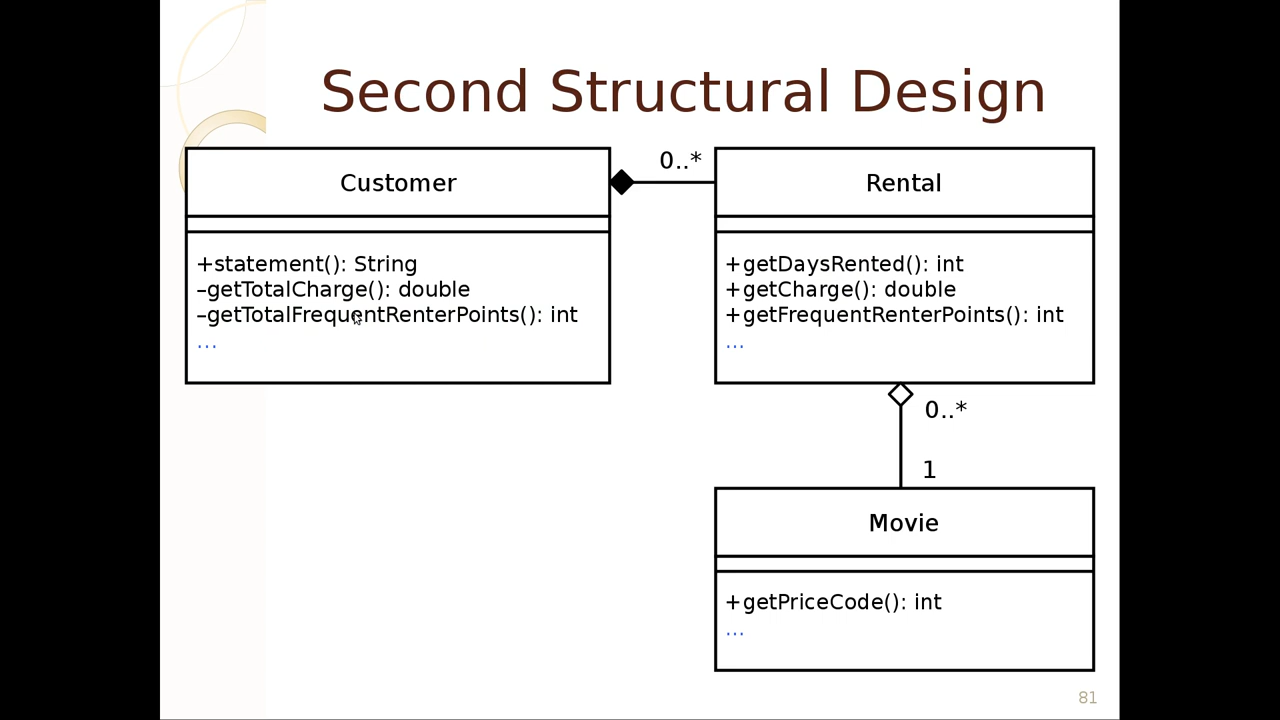 Second Structural Design
Customer
0..*
Rental
+statement(): String
–getTotalCharge(): double
–getTotalFrequentRenterPoints(): int
...
+getDaysRented(): int
+getCharge(): double
+getFrequentRenterPoints(): int
...
0..*
1
Movie
+getPriceCode(): int
...
81